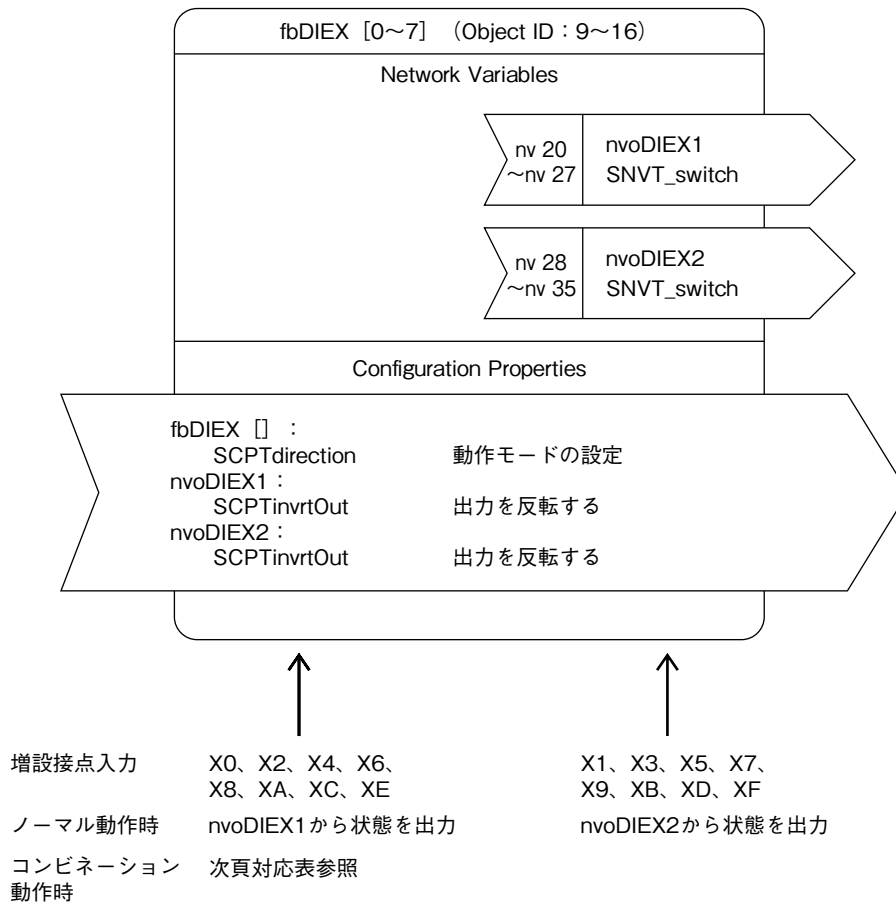 fbDIEX［0〜7］（Object ID：9〜16）
Network Variables
nv 20
〜nv 27
nvoDIEX1
SNVT_switch
nv 28
〜nv 35
nvoDIEX2
SNVT_switch
Configuration Properties
fbDIEX［］：
SCPTdirection 動作モードの設定
nvoDIEX1：
SCPTinvrtOut 出力を反転する
nvoDIEX2：
SCPTinvrtOut 出力を反転する
増設接点入力 X0、X2、X4、X6、 X1、X3、X5、X7、
X8、XA、XC、XE X9、XB、XD、XF
ノーマル動作時 nvoDIEX1から状態を出力 nvoDIEX2から状態を出力
コンビネーション 次頁対応表参照
動作時